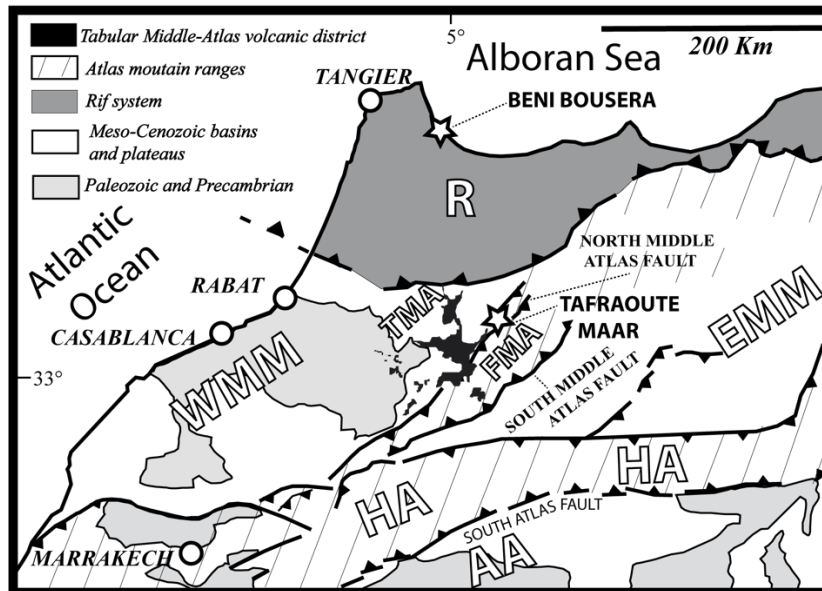 Tabular Middle-Atlas volcanic district
Atlas moutain ranges
Rif system
Meso-Cenozoic basins
and plateaus
Paleozoic and Precambrian
5°
200 Km
Alboran Sea
TANGIER
BENI BOUSERA
R
Atlantic
Ocean
NORTH MIDDLE
ATLAS FAULT
RABAT
TMA
TAFRAOUTE
MAAR
CASABLANCA
FMA
EMM
WMM
33°
SOUTH MIDDLE
ATLAS FAULT
HA
HA
SOUTH ATLAS FAULT
MARRAKECH
AA